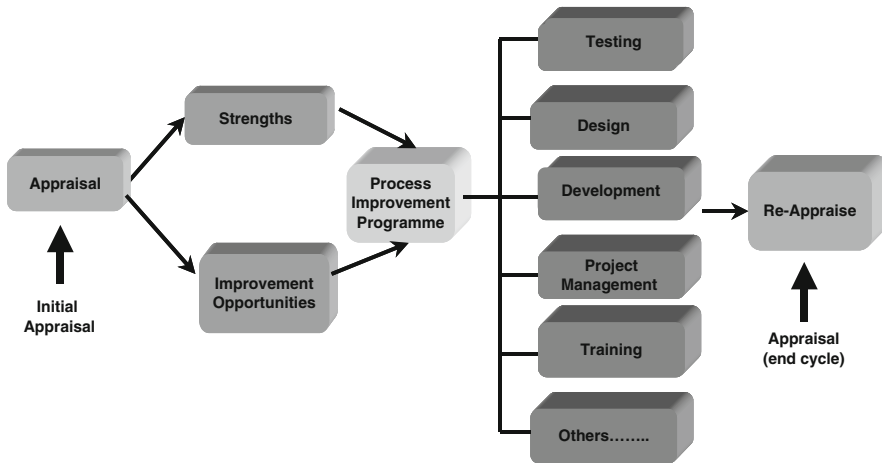 Appraisal
Initial
Appraisal
Strengths
Improvement
Opportunities
Process
Improvement
Programme
Testing
Design
Development
Project
Management
Training
Others........
Re-Appraise
Appraisal
(end cycle)